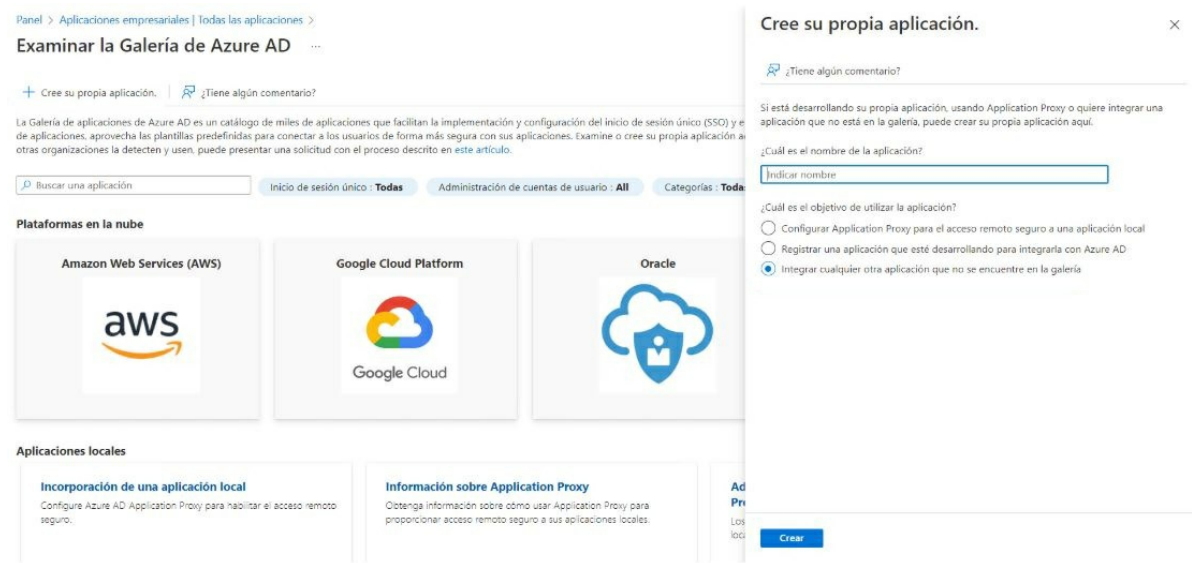 Panel > Aplicaciones empresariales | Todas las aplicaciones >
Examinar la Galería de Azure AD ...
+ Cree su propia aplicación.
¿Tiene algún comentario?
La Galería de aplicaciones de Azure AD es un catálogo de miles de aplicaciones que facilitan la implementación y configuración del inicio de sesión único (SSO) y e
de aplicaciones, aprovecha las plantillas predefinidas para conectar a los usuarios de forma más segura con sus aplicaciones. Examine o cree su propia aplicación a
otras organizaciones la detecten y usen, puede presentar una solicitud con el proceso descrito en este artículo.
Buscar una aplicación
Inicio de sesión único : Todas
Administración de cuentas de usuario : All
Categorías : Toda
Plataformas en la nube
Amazon Web Services (AWS)
aws
Google Cloud Platform
Google Cloud
Oracle
Aplicaciones locales
Incorporación de una aplicación local
Configure Azure AD Application Proxy para habilitar el acceso remoto
seguro.
Información sobre Application Proxy
Obtenga información sobre cómo usar Application Proxy para
proporcionar acceso remoto seguro a sus aplicaciones locales.
Ad
Pr
Los
loca
Cree su propia aplicación.
¿Tiene algún comentario?
Si está desarrollando su propia aplicación, usando Application Proxy o quiere integrar una
aplicación que no está en la galería, puede crear su propia aplicación aquí.
¿Cuál es el nombre de la aplicación?
Indicar nombre
¿Cuál es el objetivo de utilizar la aplicación?
Configurar Application Proxy para el acceso remoto seguro a una aplicación local
Registrar una aplicación que esté desarrollando para integrarla con Azure AD
Integrar cualquier otra aplicación que no se encuentre en la galería
Crear